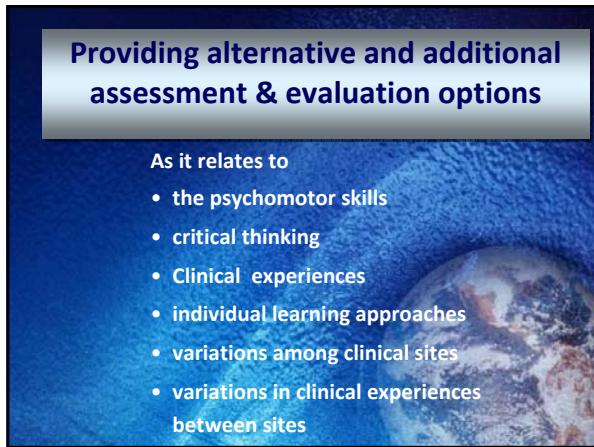 Providing alternative and additional
assessment & evaluation options
As it relates to
• the psychomotor skills
• critical thinking
• Clinical experiences
• individual learning approaches
• variations among clinical sites
• variations in clinical experiences
between sites